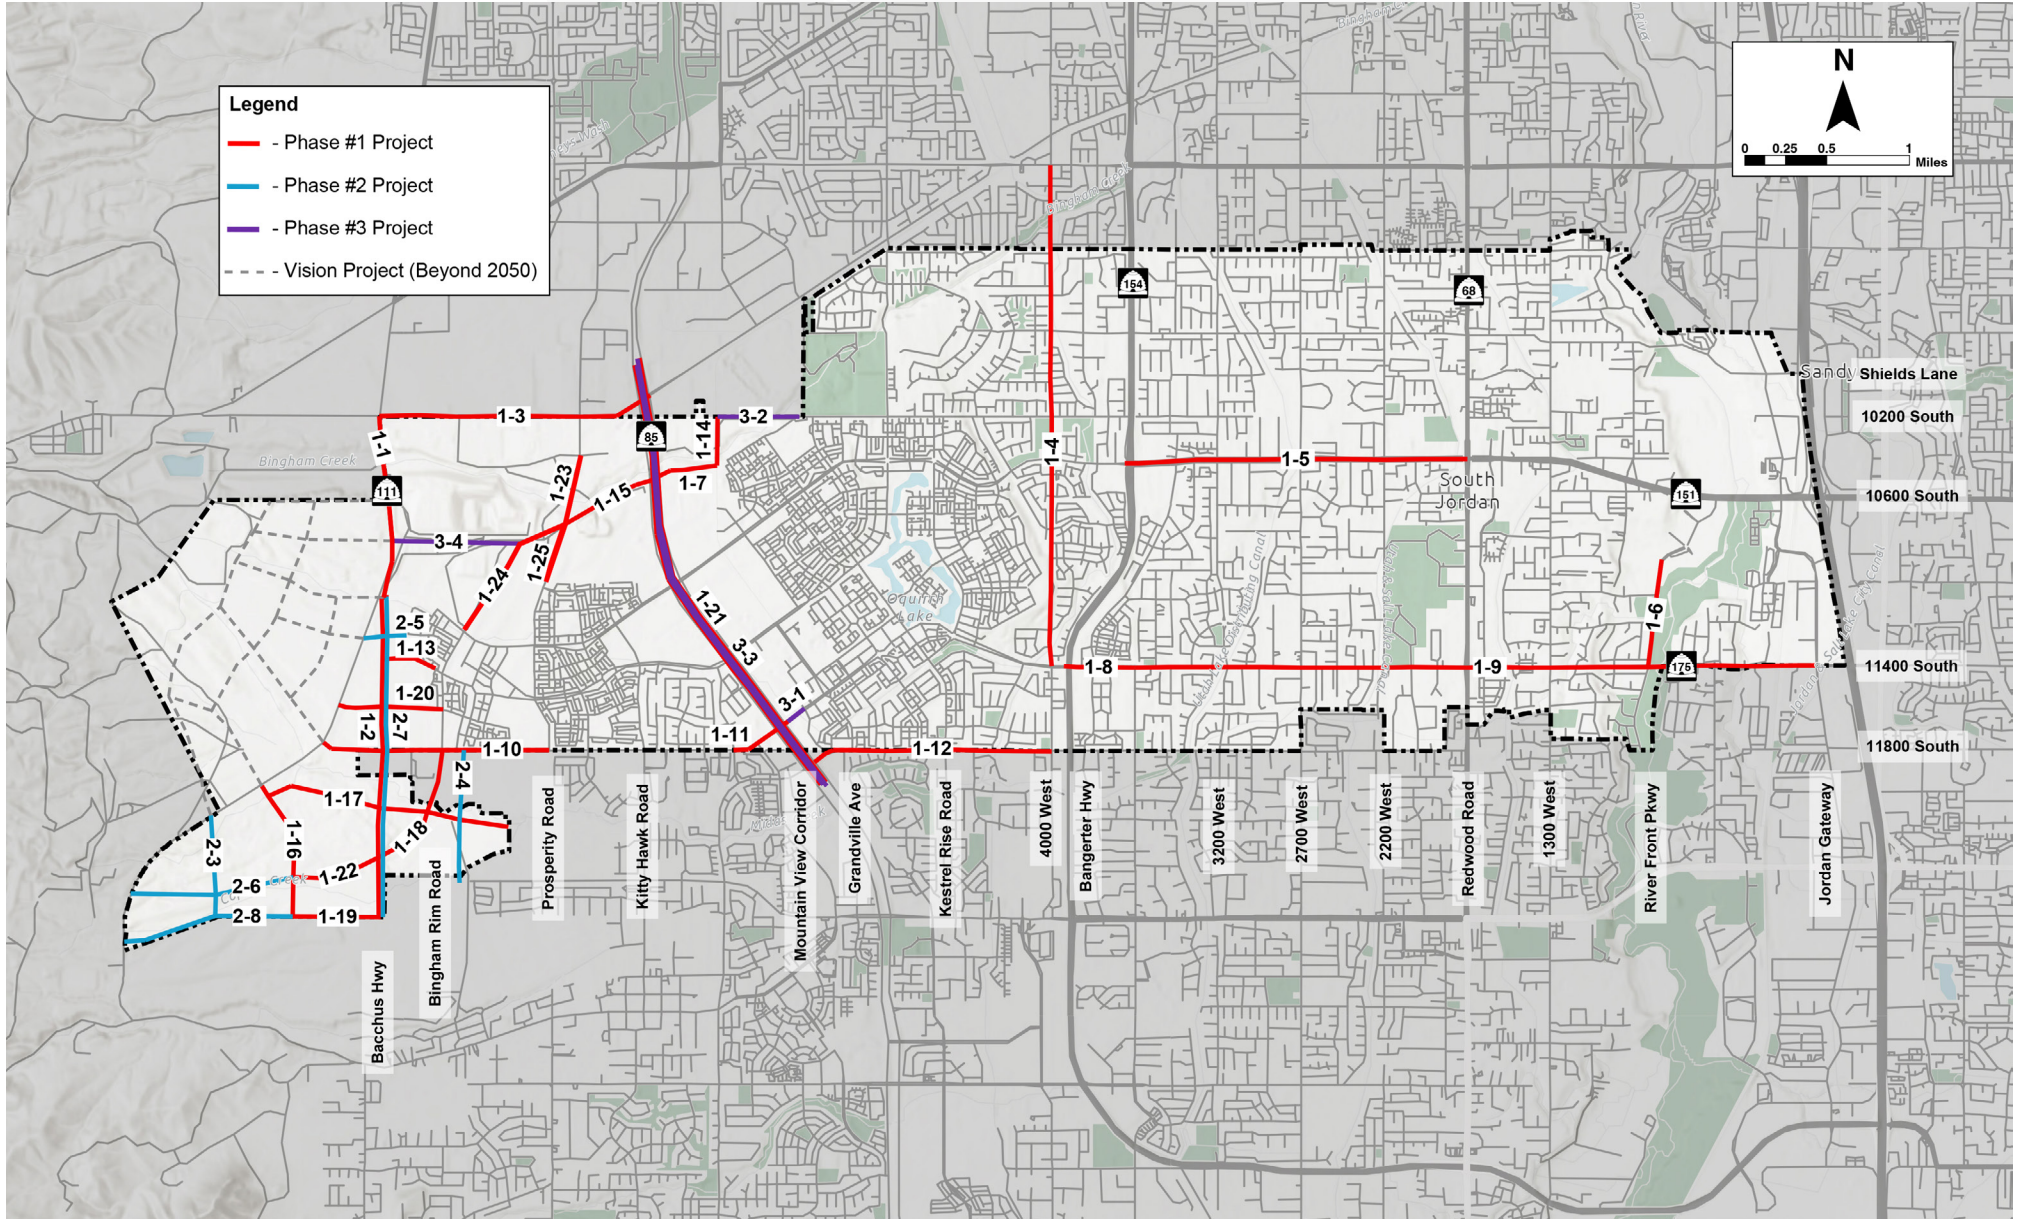 Legend
- Phase #1 Project
- Phase #2 Project
- Phase #3 Project
- Vision Project (Beyond 2050)
N
0 0.25 0.5 1
Miles
Bingham Creek
154
68
Sandy
Shields Lane
10200 South
10600 South
11400 South
11800 South
1-3
3-2
1-1
85
1-14
1-4
1-5
South
Jordan
151
Bingham Creek
111
1-23
1-15
1-7
3-4
1-25
1-24
1-21
3-3
3-1
Oquirrh
Lake
Utah Lake Distributing Canal
1-6
175
2-5
1-13
1-20
1-2
2-7
1-8
1-9
1-10
1-11
1-12
2-4
1-17
1-18
1-16
2-3
1-22
2-6
Creek
2-8
1-19
Bacchus Hwy
Bingham Rim Road
Prosperity Road
Kitty Hawk Road
Mountain View Corridor
Grandville Ave
Kestrel Rise Road
4000 West
Bangerter Hwy
3200 West
2700 West
2200 West
Redwood Road
1300 West
River Front Pkwy
Jordan Gateway